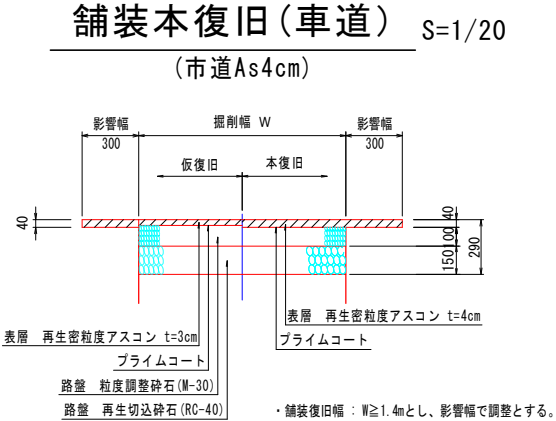 舗装本復旧(車道) S=1/20
(市道As4cm)
影響幅 掘削幅 W 影響幅
300 300
仮復旧 本復旧
40 40
100
150
290
表層 再生密粒度アスコン t=4cm
表層 再生密粒度アスコン t=3cm
プライムコート
プライムコート
路盤 粒度調整砕石(M-30)
路盤 再生切込砕石(RC-40)
・舗装復旧幅 : W≧1.4mとし、影響幅で調整とする。